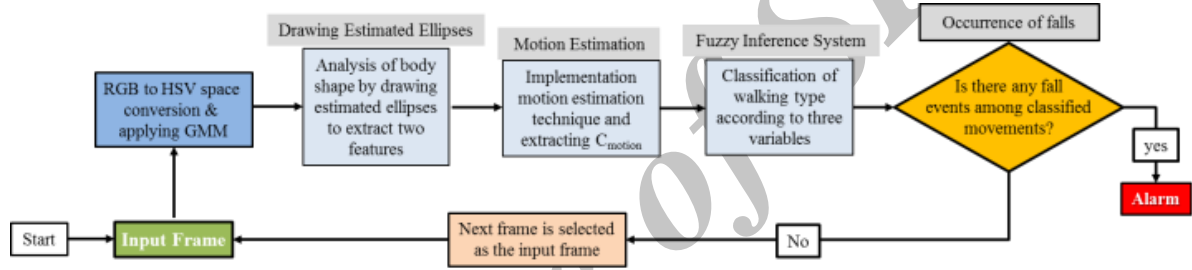 Drawing Estimated Ellipses
Motion Estimation
Fuzzy Inference System
Occurrence of falls
RGB to HSV space
conversion &
applying GMM
Analysis of body
shape by drawing
estimated ellipses
to extract two
features
Implementation
motion estimation
technique and
extracting Cmotion
Classification of
walking type
according to three
variables
Is there any fall
events among classified
movements?
yes
Alarm
Start
Input Frame
Next frame is selected
as the input frame
No